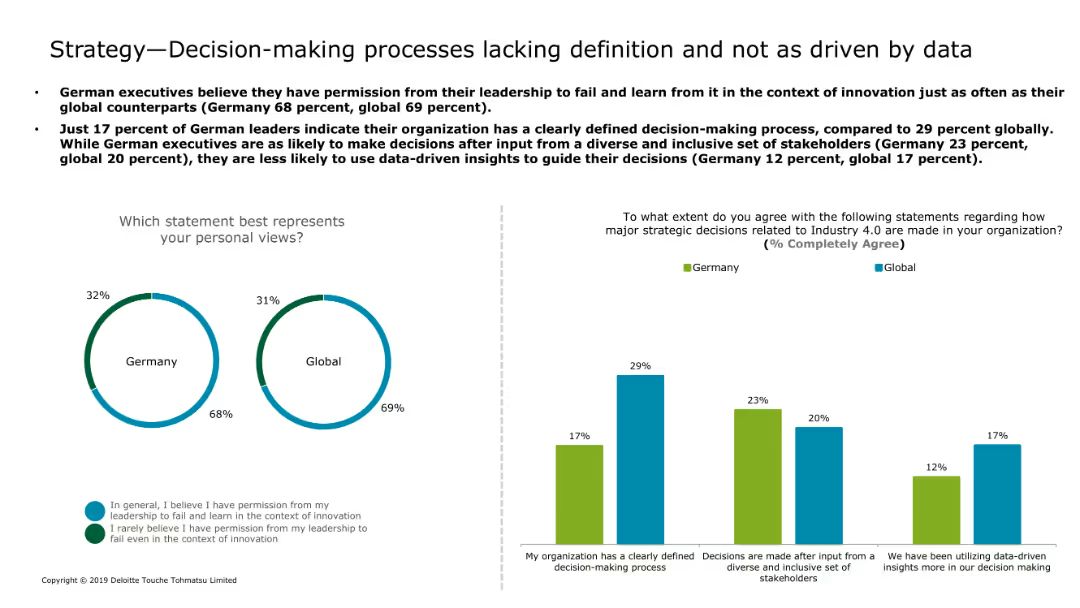 Strategy—Decision-making processes lacking definition and not as driven by data
• German executives believe they have permission from their leadership to fail and learn from it in the context of innovation just as often as their
global counterparts (Germany 68 percent, global 69 percent).
• Just 17 percent of German leaders indicate their organization has a clearly defined decision-making process, compared to 29 percent globally.
While German executives are as likely to make decisions after input from a diverse and inclusive set of stakeholders (Germany 23 percent,
global 20 percent), they are less likely to use data-driven insights to guide their decisions (Germany 12 percent, global 17 percent).
Which statement best represents
your personal views?
32%
Germany
68%
31%
Global
69%
In general, I believe I have permission from my
leadership to fail and learn in the context of innovation
I rarely believe I have permission from my leadership to
fail even in the context of innovation
To what extent do you agree with the following statements regarding how
major strategic decisions related to Industry 4.0 are made in your organization?
(% Completely Agree)
Germany
Global
17%
29%
23%
20%
12%
17%
My organization has a clearly defined
decision-making process
Decisions are made after input from a
diverse and inclusive set of
stakeholders
We have been utilizing data-driven
insights more in our decision making
Copyright © 2019 Deloitte Touche Tohmatsu Limited